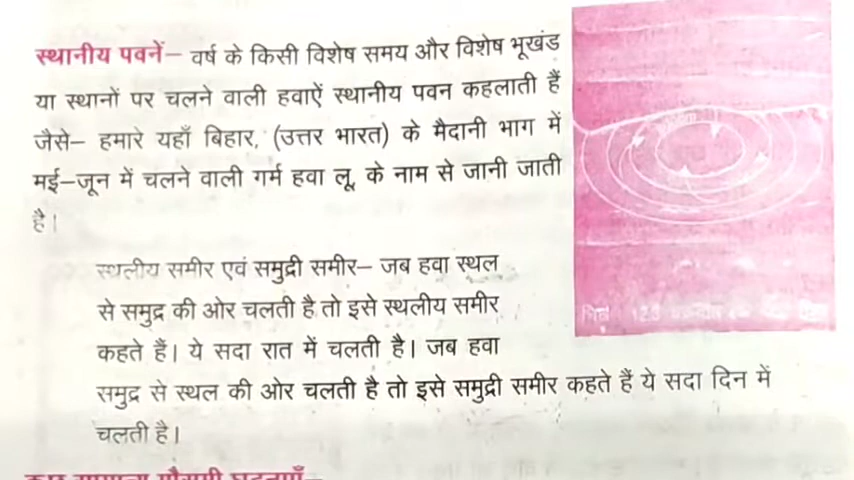 स्थानीय पवनें– वर्ष के किसी विशेष समय और विशेष भूखंड
या स्थानों पर चलने वाली हवाऐं स्थानीय पवन कहलाती हैं
जैसे– हमारे यहाँ बिहार, (उत्तर भारत) के मैदानी भाग में
मई–जून में चलने वाली गर्म हवा लू, के नाम से जानी जाती
है।
स्थलीय समीर एवं समुद्री समीर– जब हवा स्थल
से समुद्र की ओर चलती है तो इसे स्थलीय समीर
कहते हैं। ये सदा रात में चलती है। जब हवा
समुद्र से स्थल की ओर चलती है तो इसे समुद्री समीर कहते हैं ये सदा दिन में
चलती है।